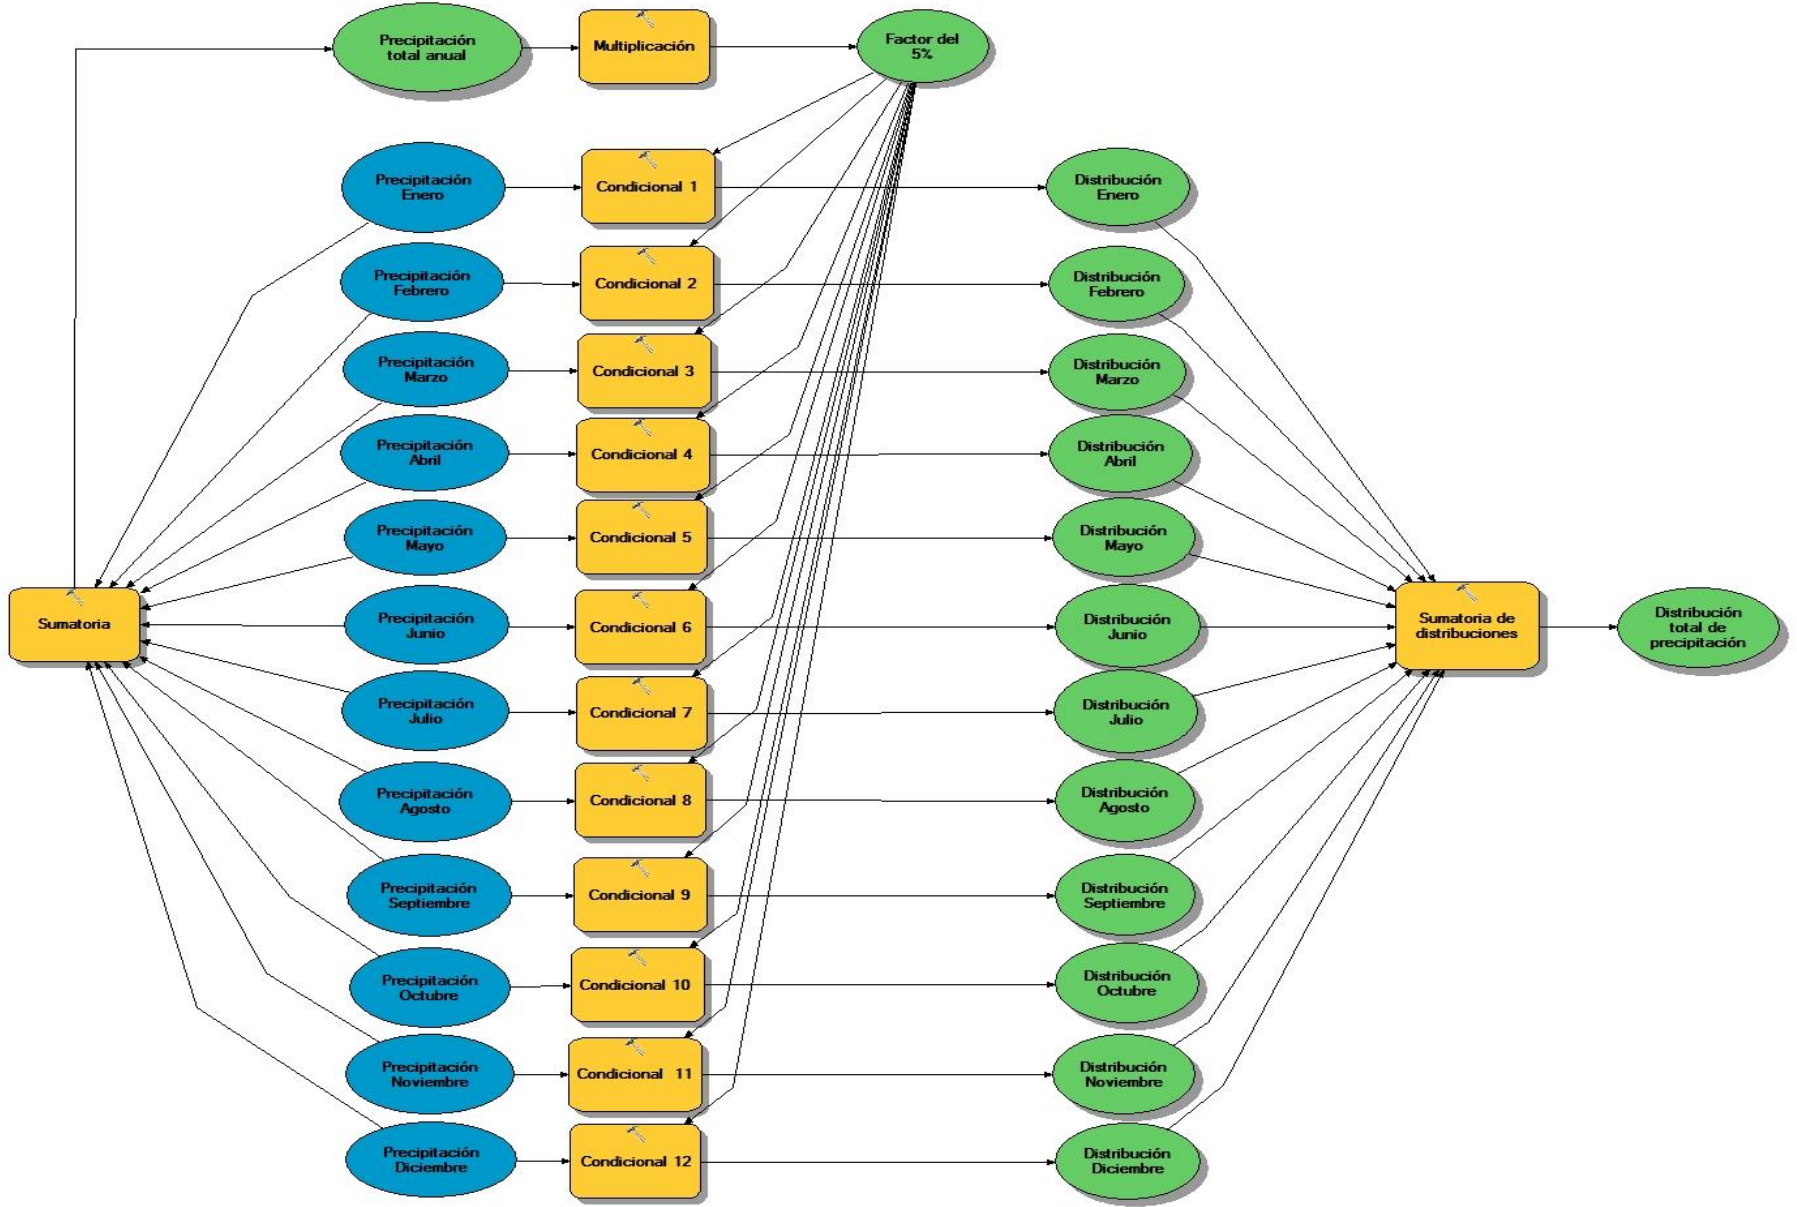 Precipitación
total anual
Multiplicación
Factor del
5%
Precipitación
Enero
Condicional 1
Distribución
Enero
Precipitación
Febrero
Condicional 2
Distribución
Febrero
Precipitación
Marzo
Condicional 3
Distribución
Marzo
Precipitación
Abril
Condicional 4
Distribución
Abril
Precipitación
Mayo
Condicional 5
Distribución
Mayo
Sumatoria
Precipitación
Junio
Condicional 6
Distribución
Junio
Sumatoria de
distribuciones
Distribución
total de
precipitación
Precipitación
Julio
Condicional 7
Distribución
Julio
Precipitación
Agosto
Condicional 8
Distribución
Agosto
Precipitación
Septiembre
Condicional 9
Distribución
Septiembre
Precipitación
Octubre
Condicional 10
Distribución
Octubre
Precipitación
Noviembre
Condicional 11
Distribución
Noviembre
Precipitación
Diciembre
Condicional 12
Distribución
Diciembre